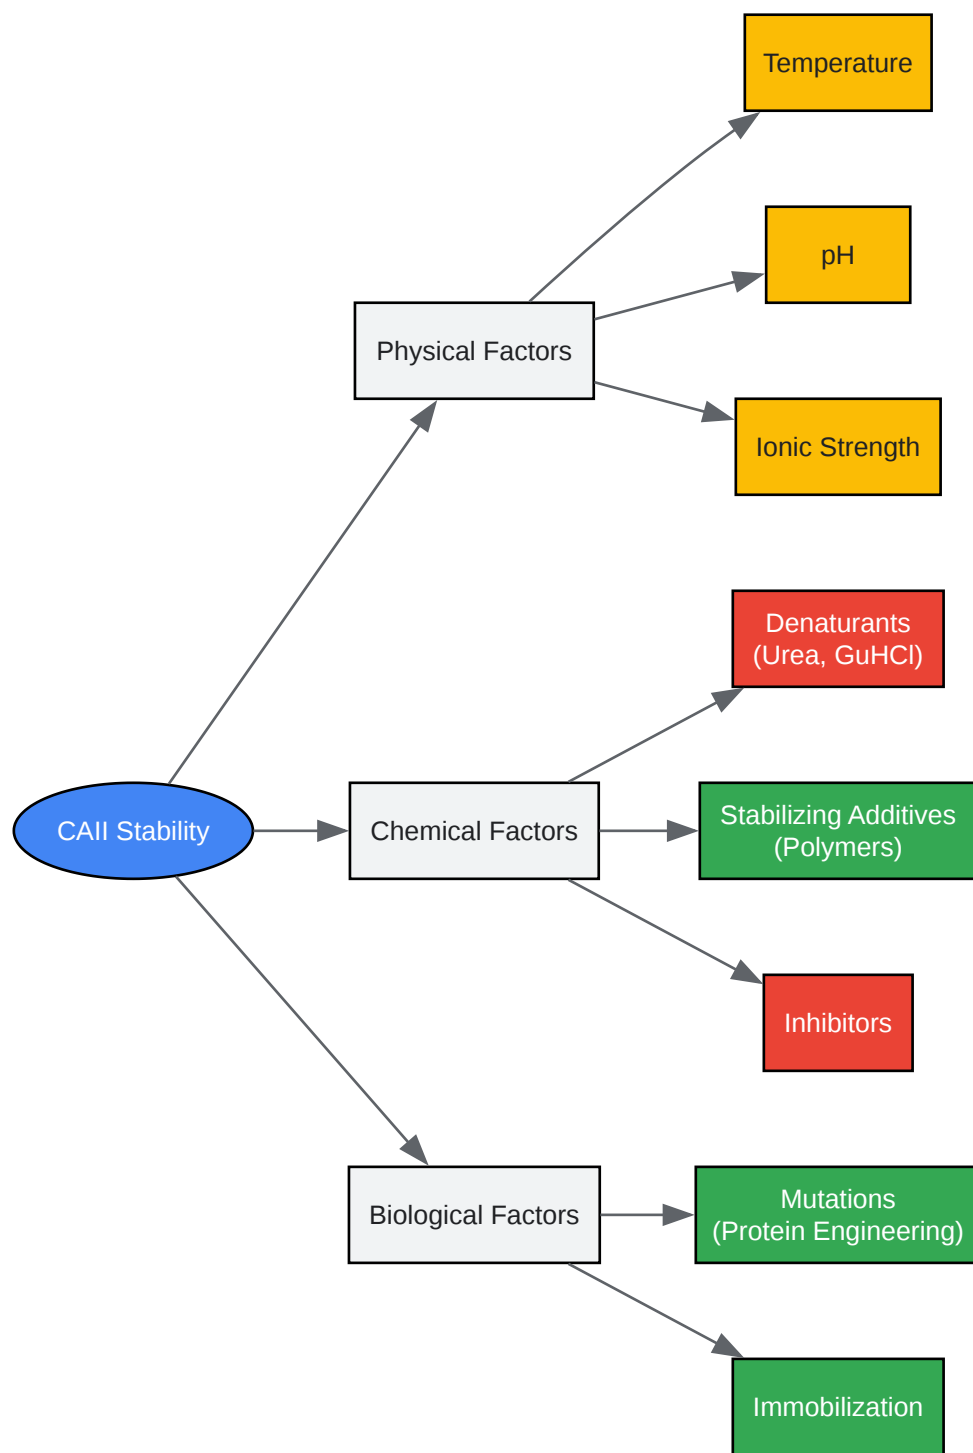 Temperature
pH
Physical Factors
Ionic Strength
Denaturants
(Urea, GuHCl)
CAII Stability
Chemical Factors
Stabilizing Additives
(Polymers)
Inhibitors
Biological Factors
Mutations
(Protein Engineering)
Immobilization